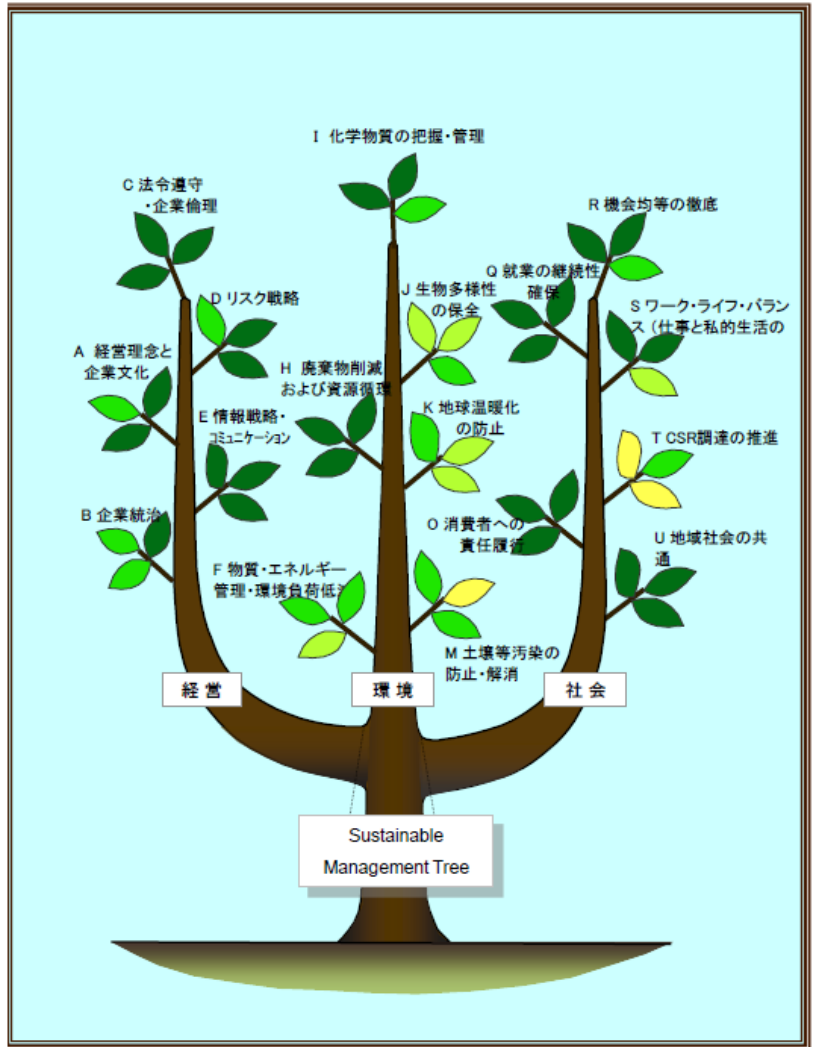 I 化学物質の把握・管理
C 法令遵守
・企業倫理
R 機会均等の徹底
Q 就業の継続性
確保
D リスク戦略
J 生物多様性
の保全
S ワーク・ライフ・バラン
ス（仕事と私的生活の
A 経営理念と
企業文化
H 廃棄物削減
および資源循環
E 情報戦略・
コミュニケーション
K 地球温暖化
の防止
T CSR調達の推進
B 企業統治
O 消費者への
責任履行
U 地域社会の共
通
F 物質・エネルギー
管理・環境負荷低
M 土壌等汚染の
防止・解消
経営
環境
社会
Sustainable
Management Tree